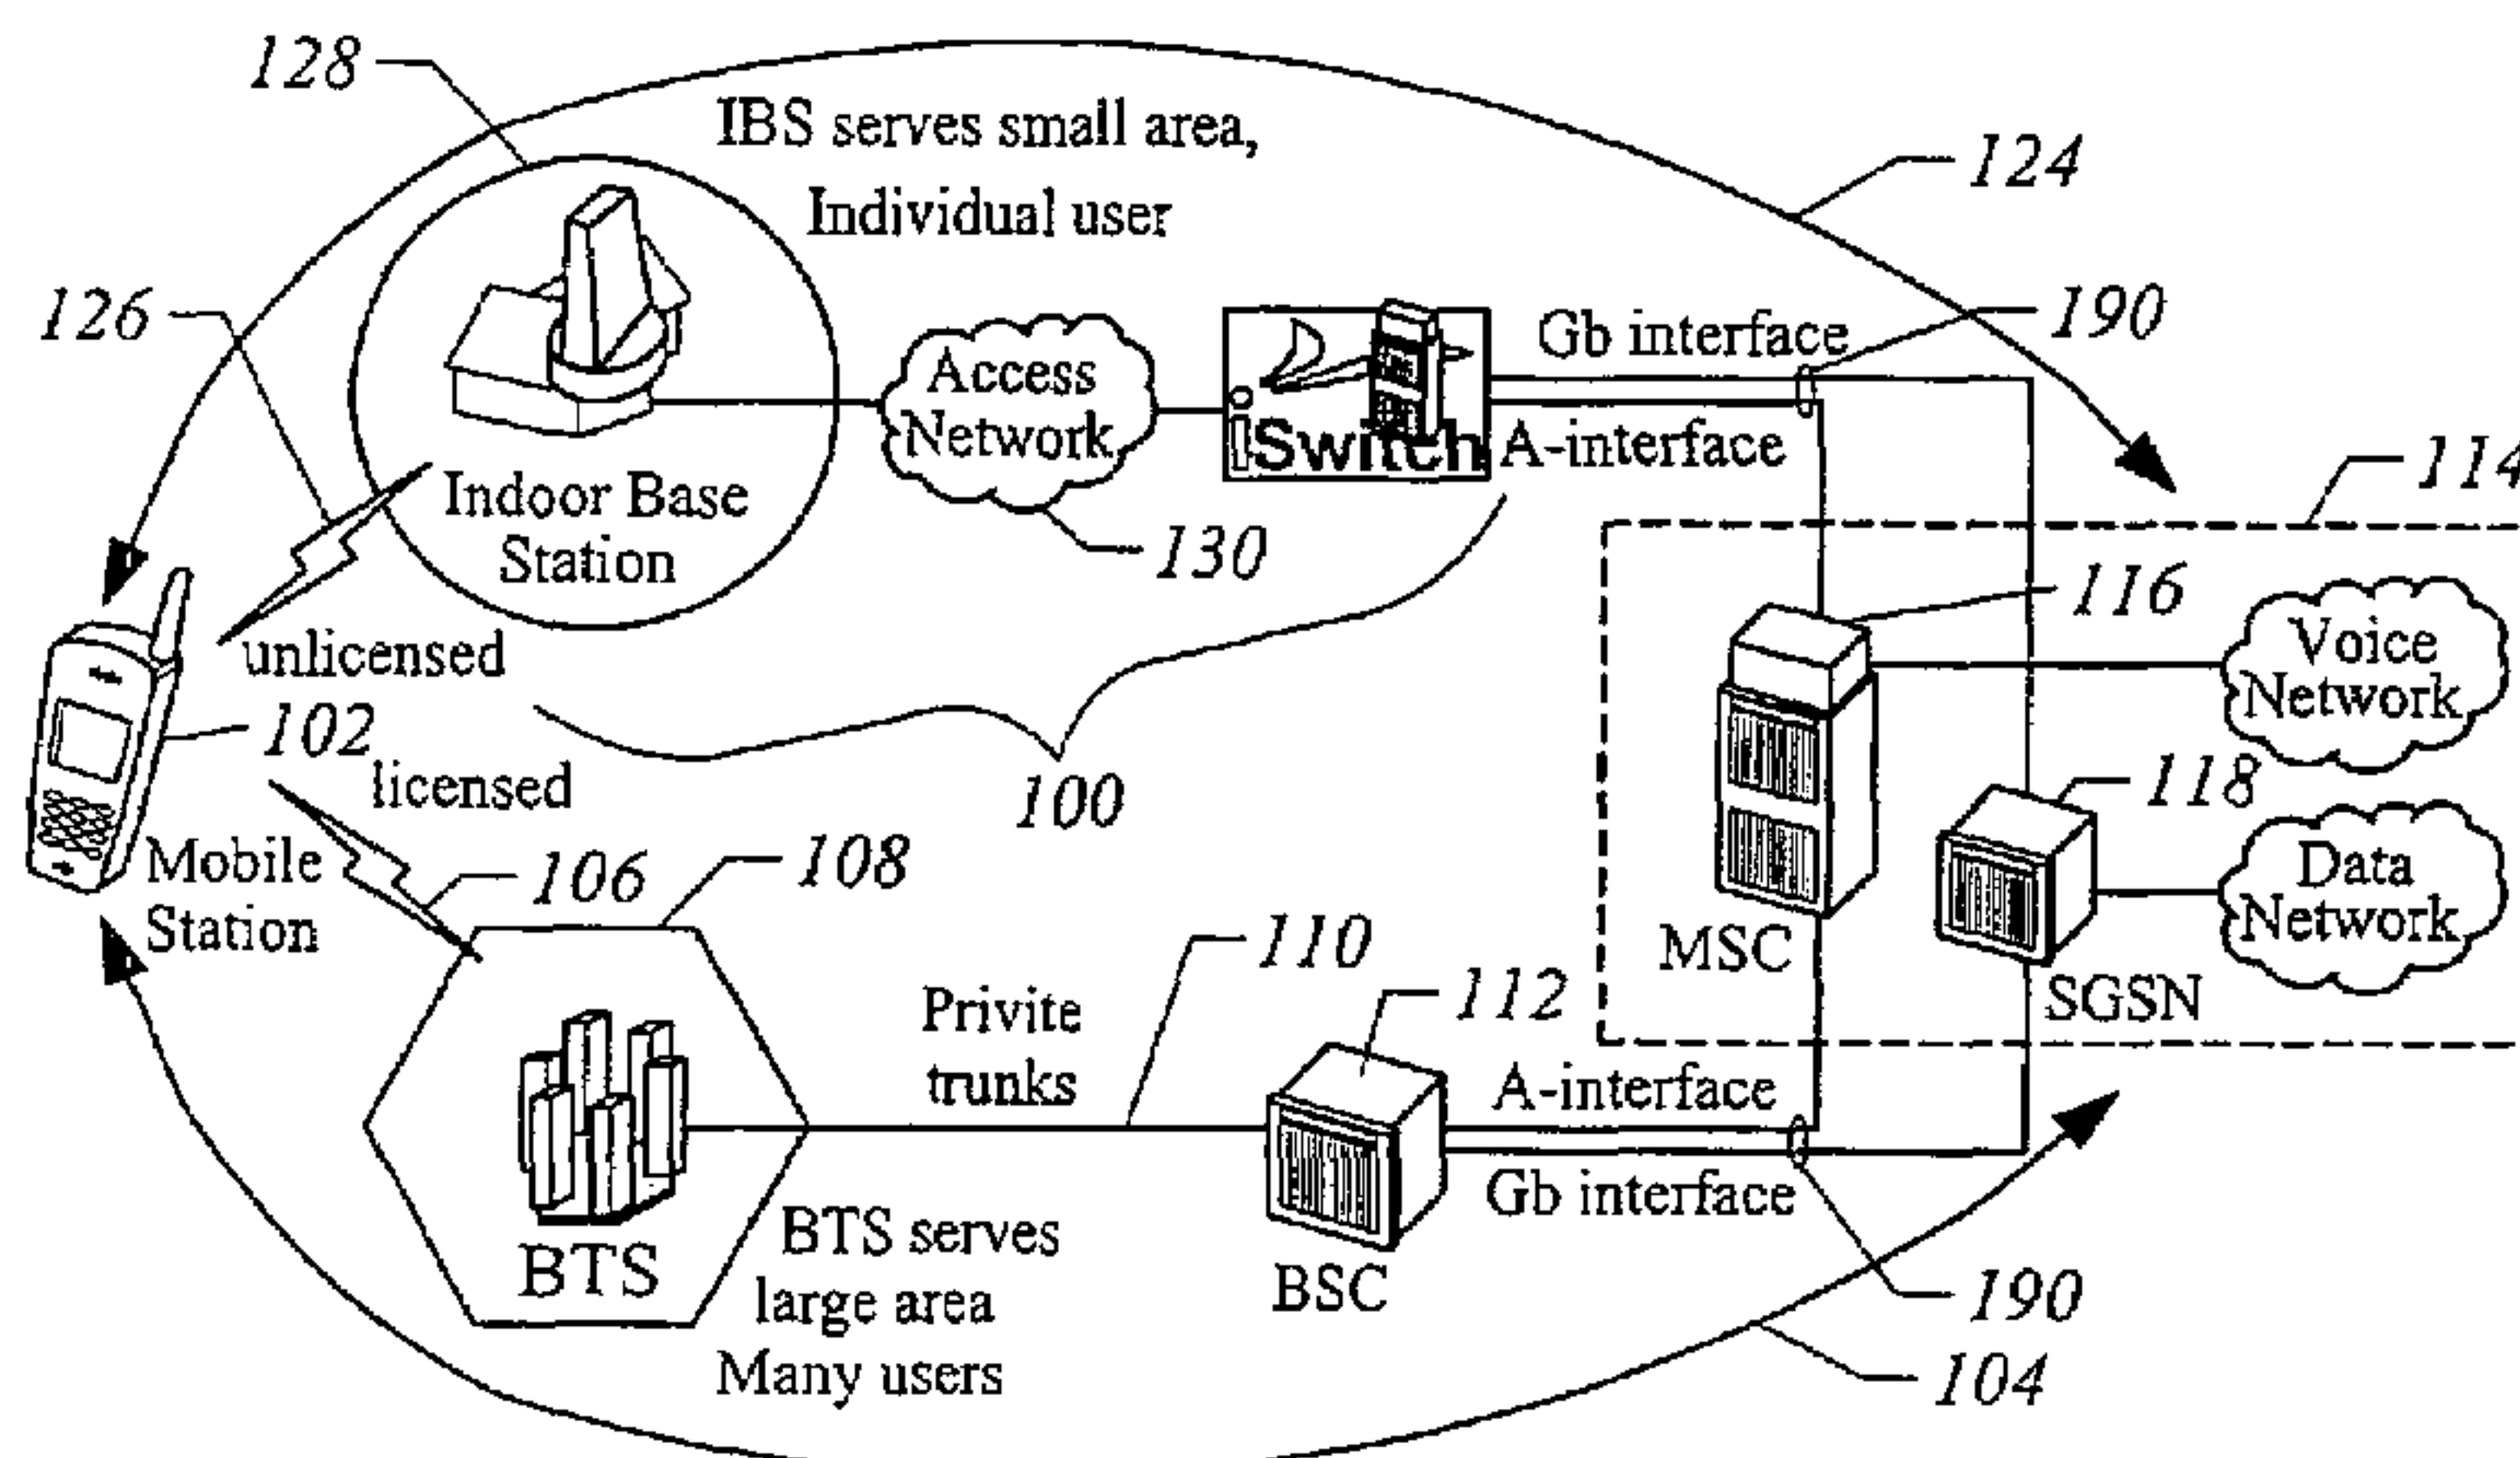 128
IBS serves small area,
Individual user
124
126
190
Gb interface
Access
Network
iSwitch
A-interface
114
Indoor Base
Station
130
116
Voice
Network
unlicensed
102
licensed
100
118
Mobile
Station
106
108
Data
Network
MSC
110
SGSN
Privite
trunks
112
A-interface
Gb interface
BTS
BTS serves
large area
Many users
BSC
190
104